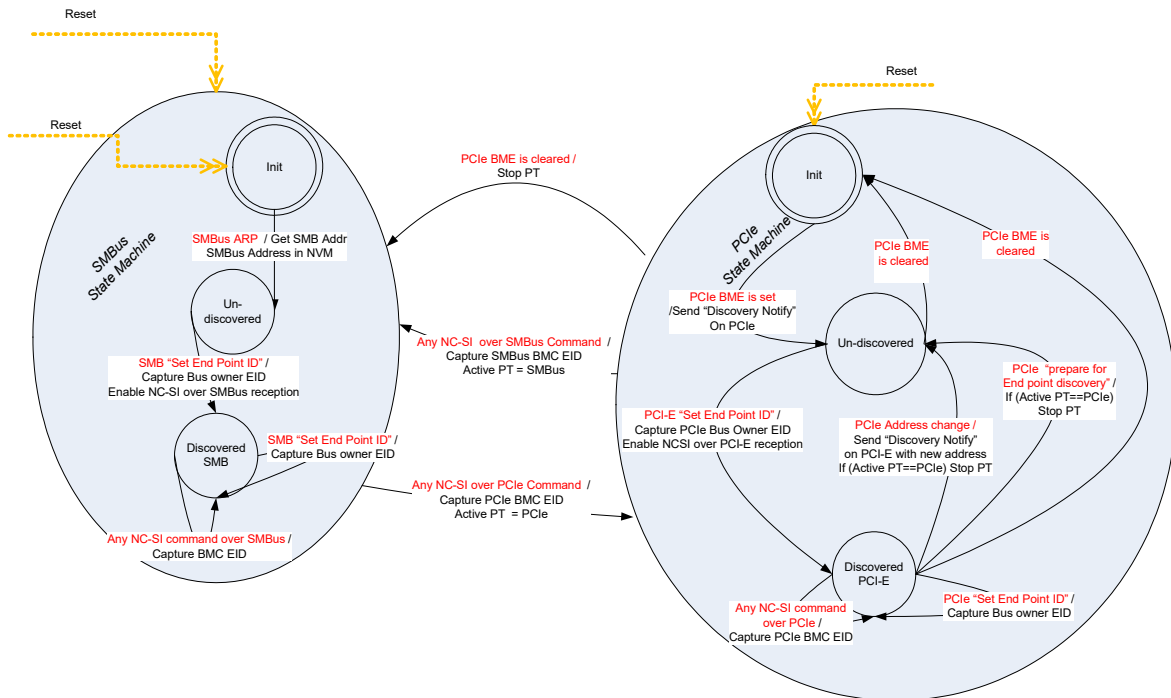 Reset
Reset
Init
SMBus
State Machine
SMBus ARP / Get SMB Addr
SMBus Address in NVM
Un-
discovered
SMB “Set End Point ID” /
Capture Bus owner EID
Enable NC-SI over SMBus reception
Discovered
SMB
SMB “Set End Point ID” /
Capture Bus owner EID
Any NC-SI command over SMBus /
Capture BMC EID
PCIe BME is cleared /
Stop PT
Any NC-SI over SMBus Command /
Capture SMBus BMC EID
Active PT = SMBus
Any NC-SI over PCIe Command /
Capture PCIe BMC EID
Active PT = PCIe
Reset
Init
PCIe
State Machine
PCIe BME is set
/Send “Discovery Notify”
On PCIe
PCIe BME
is cleared
PCIe BME is
cleared
Un-discovered
PCI-E “Set End Point ID” /
Capture PCIe Bus Owner EID
Enable NCSI over PCI-E reception
PCIe Address change /
Send “Discovery Notify”
on PCI-E with new address
If (Active PT==PCIe) Stop PT
PCIe “prepare for
End point discovery” /
If (Active PT==PCIe)
Stop PT
Discovered
PCI-E
Any NC-SI command
over PCIe /
Capture PCIe BMC EID
PCIe “Set End Point ID” /
Capture Bus owner EID